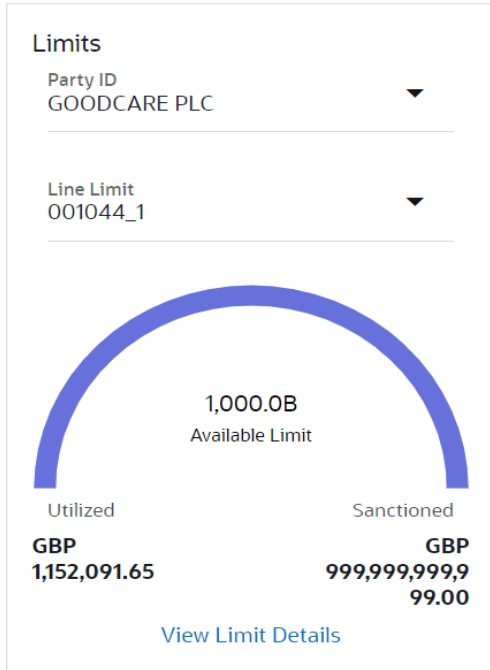 Limits
Party ID
GOODCARE PLC
Line Limit
001044_1
1,000.0B
Available Limit
Utilized
Sanctioned
GBP
1,152,091.65
GBP
999,999,999,9
99.00
View Limit Details